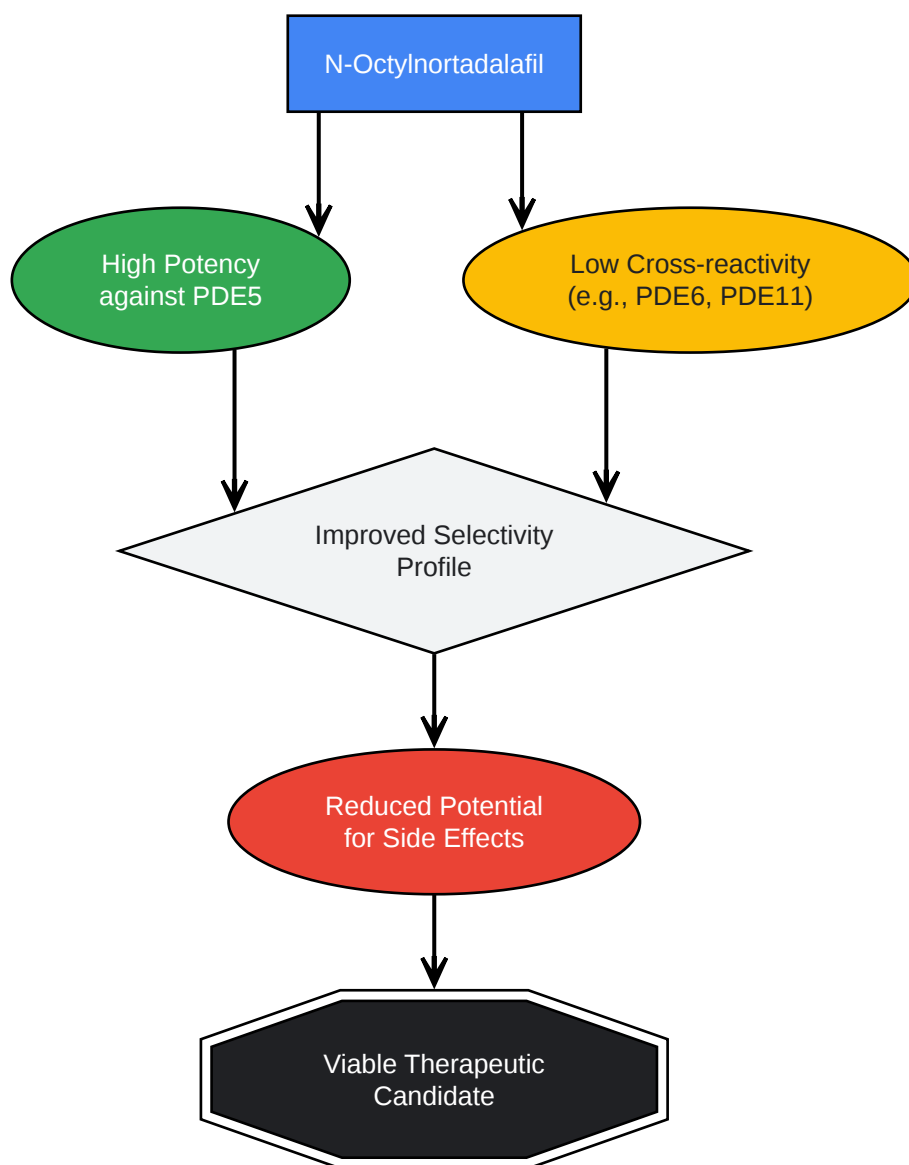 N-Octylnortadalafil
High Potency
against PDE5
Low Cross-reactivity
(e.g., PDE6, PDE11)
Improved Selectivity
Profile
Reduced Potential
for Side Effects
Viable Therapeutic
Candidate